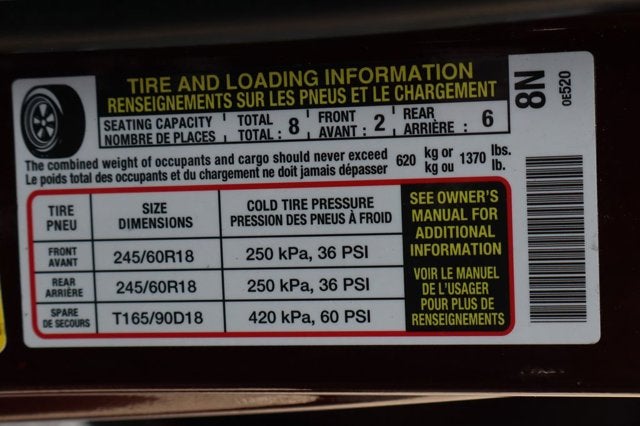 TIRE AND LOADING INFORMATION
RENSEIGNEMENTS SUR LES PNEUS ET LE CHARGEMENT
SEATING CAPACITY TOTAL FRONT REAR
NOMBRE DE PLACES TOTAL : 8 AVANT : 2 ARRIÈRE : 6
The combined weight of occupants and cargo should never exceed 620 kg or 1370 lbs.
Le poids total des occupants et du chargement ne doit jamais dépasser kg ou lb.
TIRE SIZE COLD TIRE PRESSURE
PNEU DIMENSIONS PRESSION DES PNEUS À FROID
FRONT
AVANT 245/60R18 250 kPa, 36 PSI
REAR
ARRIÈRE 245/60R18 250 kPa, 36 PSI
SPARE
DE SECOURS T165/90D18 420 kPa, 60 PSI
SEE OWNER'S
MANUAL FOR
ADDITIONAL
INFORMATION
VOIR LE MANUEL
DE L'USAGER
POUR PLUS DE
RENSEIGNEMENTS
8N
0E520